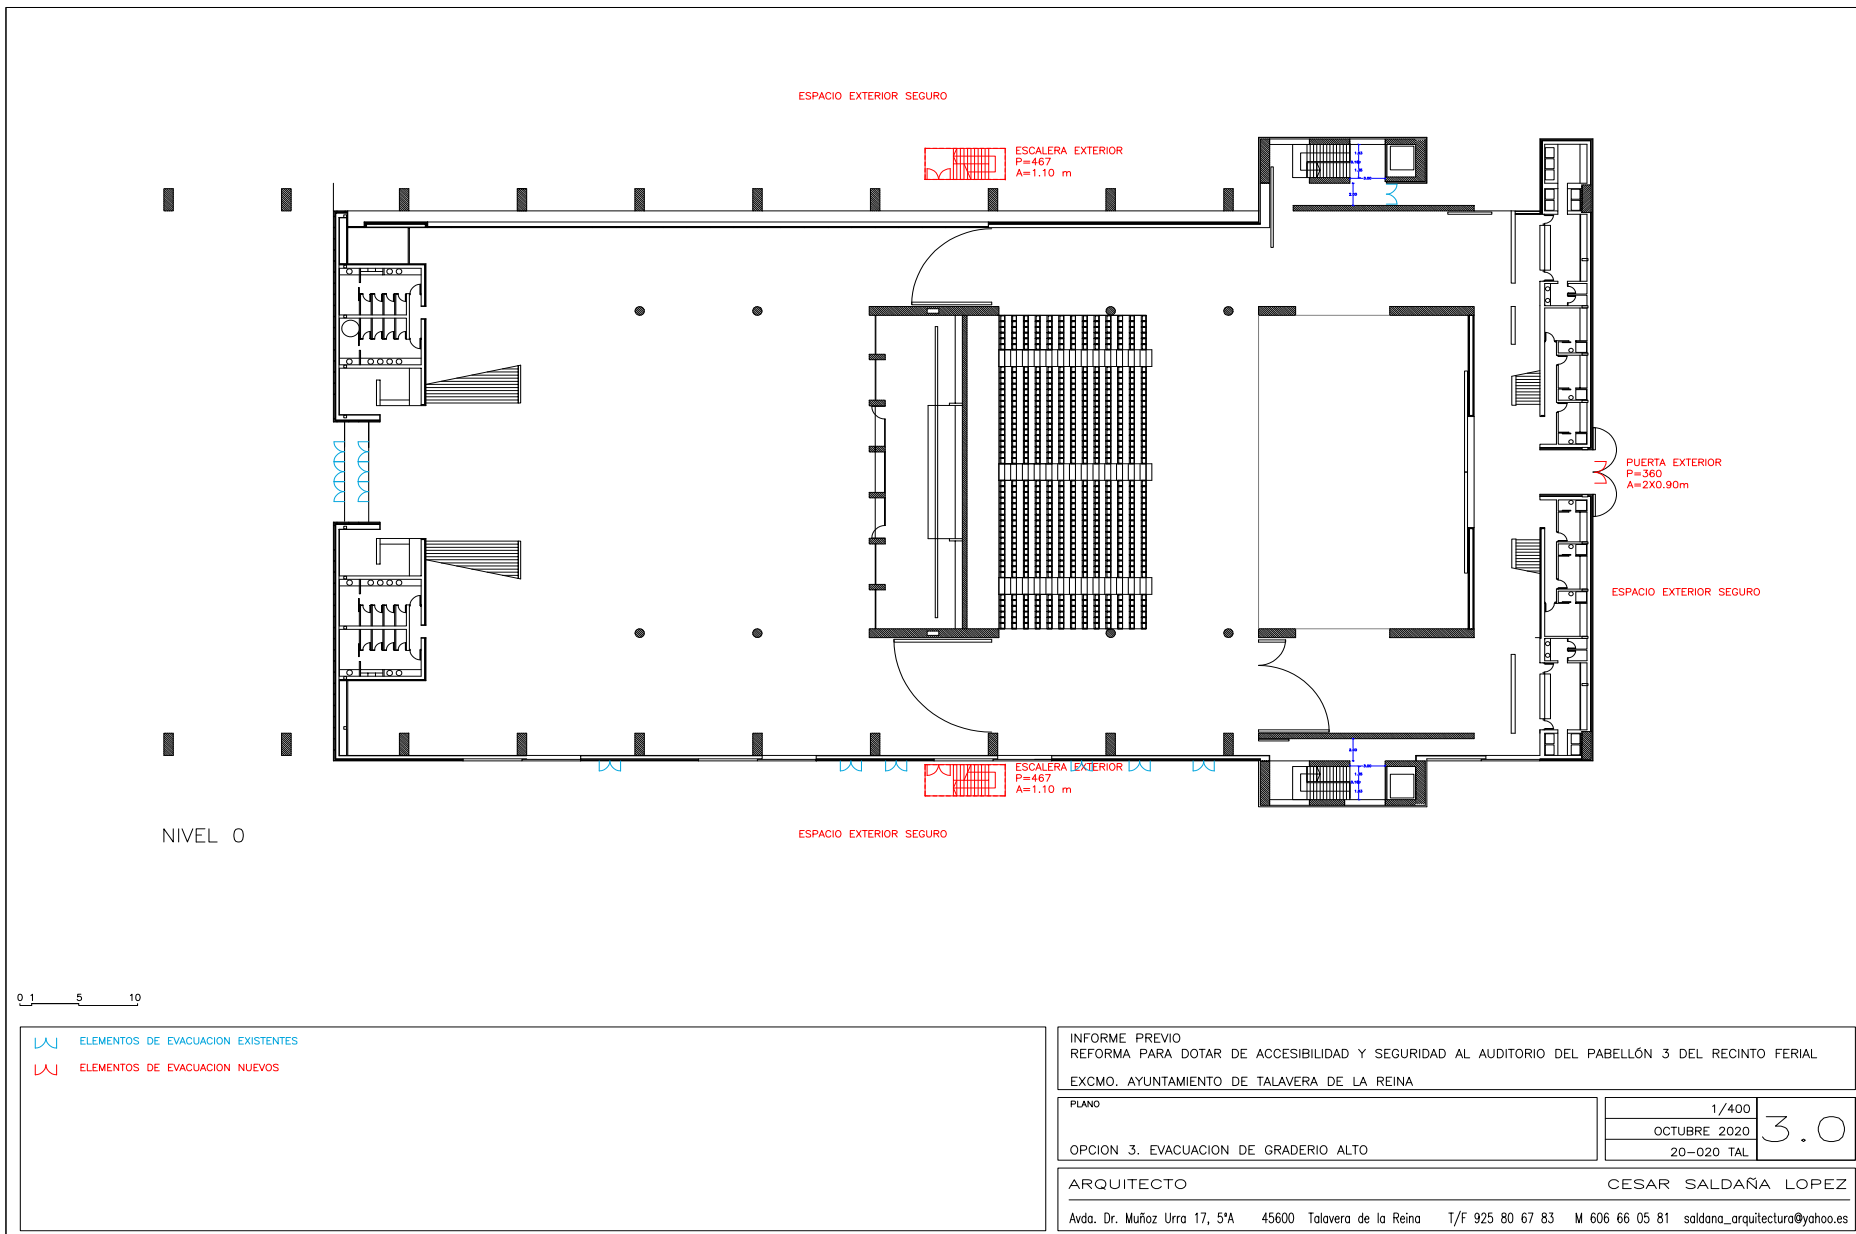 ESPACIO EXTERIOR SEGURO
ESCALERA EXTERIOR
P=467
A=1.10 m
PUERTA EXTERIOR
P=360
A=2X0.90m
ESPACIO EXTERIOR SEGURO
ESCALERA EXTERIOR
P=467
A=1.10 m
ESPACIO EXTERIOR SEGURO
NIVEL 0
0 1 5 10
ELEMENTOS DE EVACUACION EXISTENTES
ELEMENTOS DE EVACUACION NUEVOS
INFORME PREVIO
REFORMA PARA DOTAR DE ACCESIBILIDAD Y SEGURIDAD AL AUDITORIO DEL PABELLÓN 3 DEL RECINTO FERIAL
EXCMO. AYUNTAMIENTO DE TALAVERA DE LA REINA
PLANO
OPCION 3. EVACUACION DE GRADERIO ALTO
1/400
OCTUBRE 2020
20-020 TAL
3.0
ARQUITECTO CESAR SALDAÑA LOPEZ
Avda. Dr. Muñoz Urra 17, 5ªA 45600 Talavera de la Reina T/F 925 80 67 83 M 606 66 05 81 saldana_arquitectura@yahoo.es